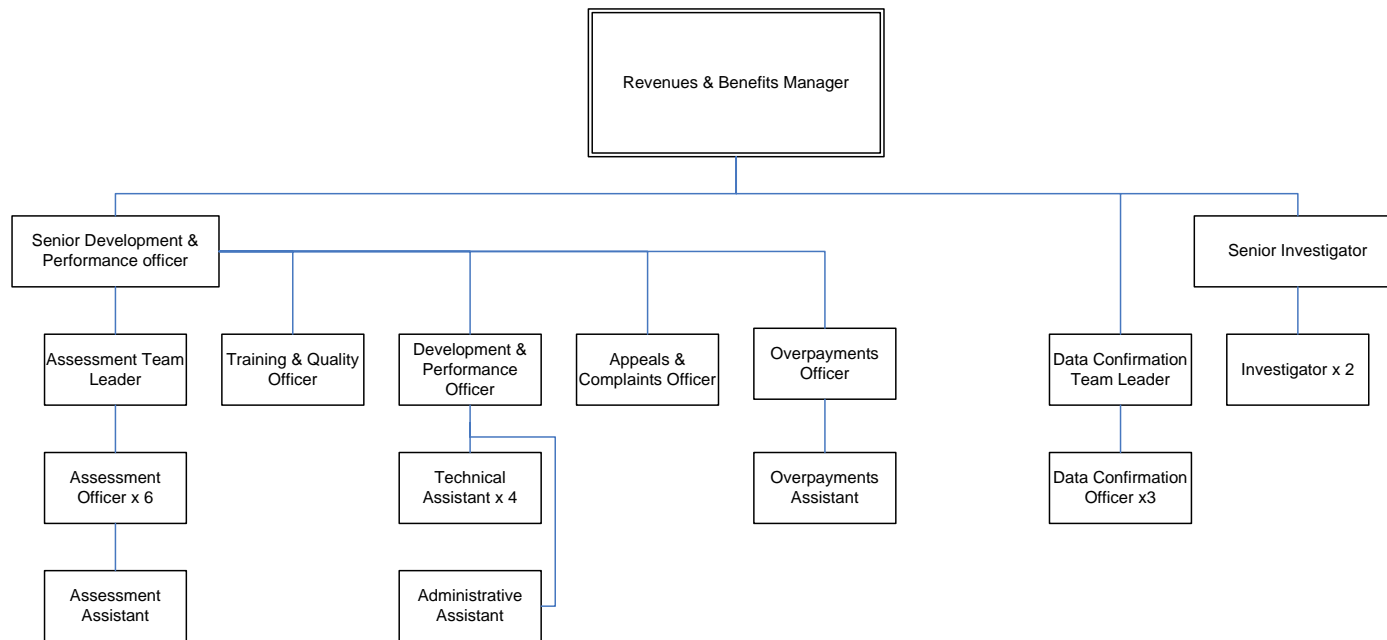 Revenues & Benefits Manager
Senior Development &
Performance officer
Senior Investigator
Assessment Team
Leader
Training & Quality
Officer
Development &
Performance
Officer
Appeals &
Complaints Officer
Overpayments
Officer
Data Confirmation
Team Leader
Investigator x 2
Assessment
Officer x 6
Technical
Assistant x 4
Overpayments
Assistant
Data Confirmation
Officer x3
Assessment
Assistant
Administrative
Assistant